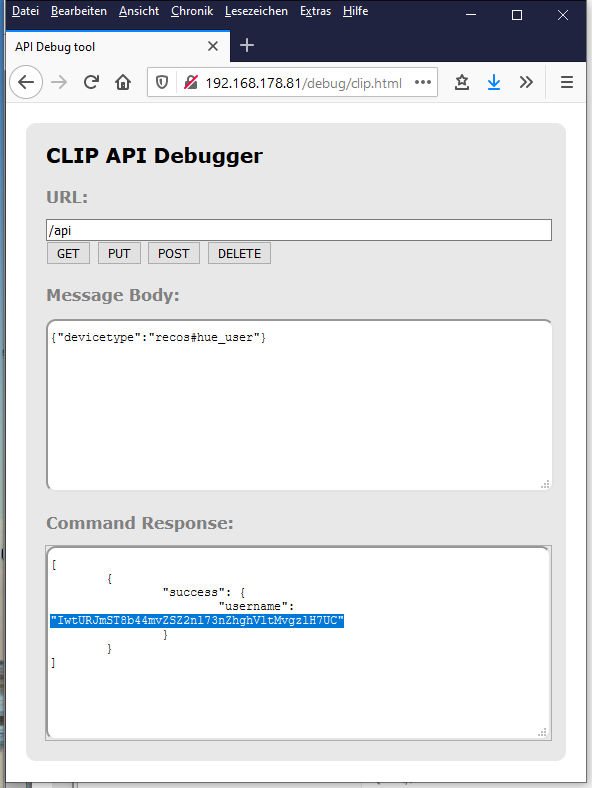 Datei Bearbeiten Ansicht Chronik Lesezeichen Extras Hilfe
API Debug tool
192.168.178.81/debug/clip.html
CLIP API Debugger
URL:
/api
GET PUT POST DELETE
Message Body:
{"devicetype":"recos#hue_user"}
Command Response:
[
{
"success": {
"username":
"IwtURJmST8b44mvZSZ2nl73nZhghVltMvgzlH7UC"
}
}
]